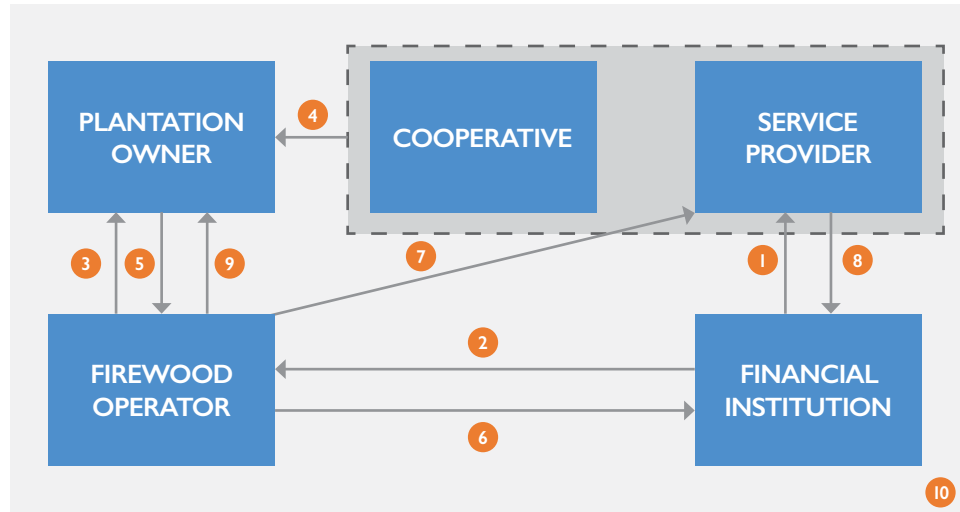 PLANTATION
OWNER
4
COOPERATIVE
SERVICE
PROVIDER
3
5
9
7
1
8
FIREWOOD
OPERATOR
2
6
FINANCIAL
INSTITUTION
10